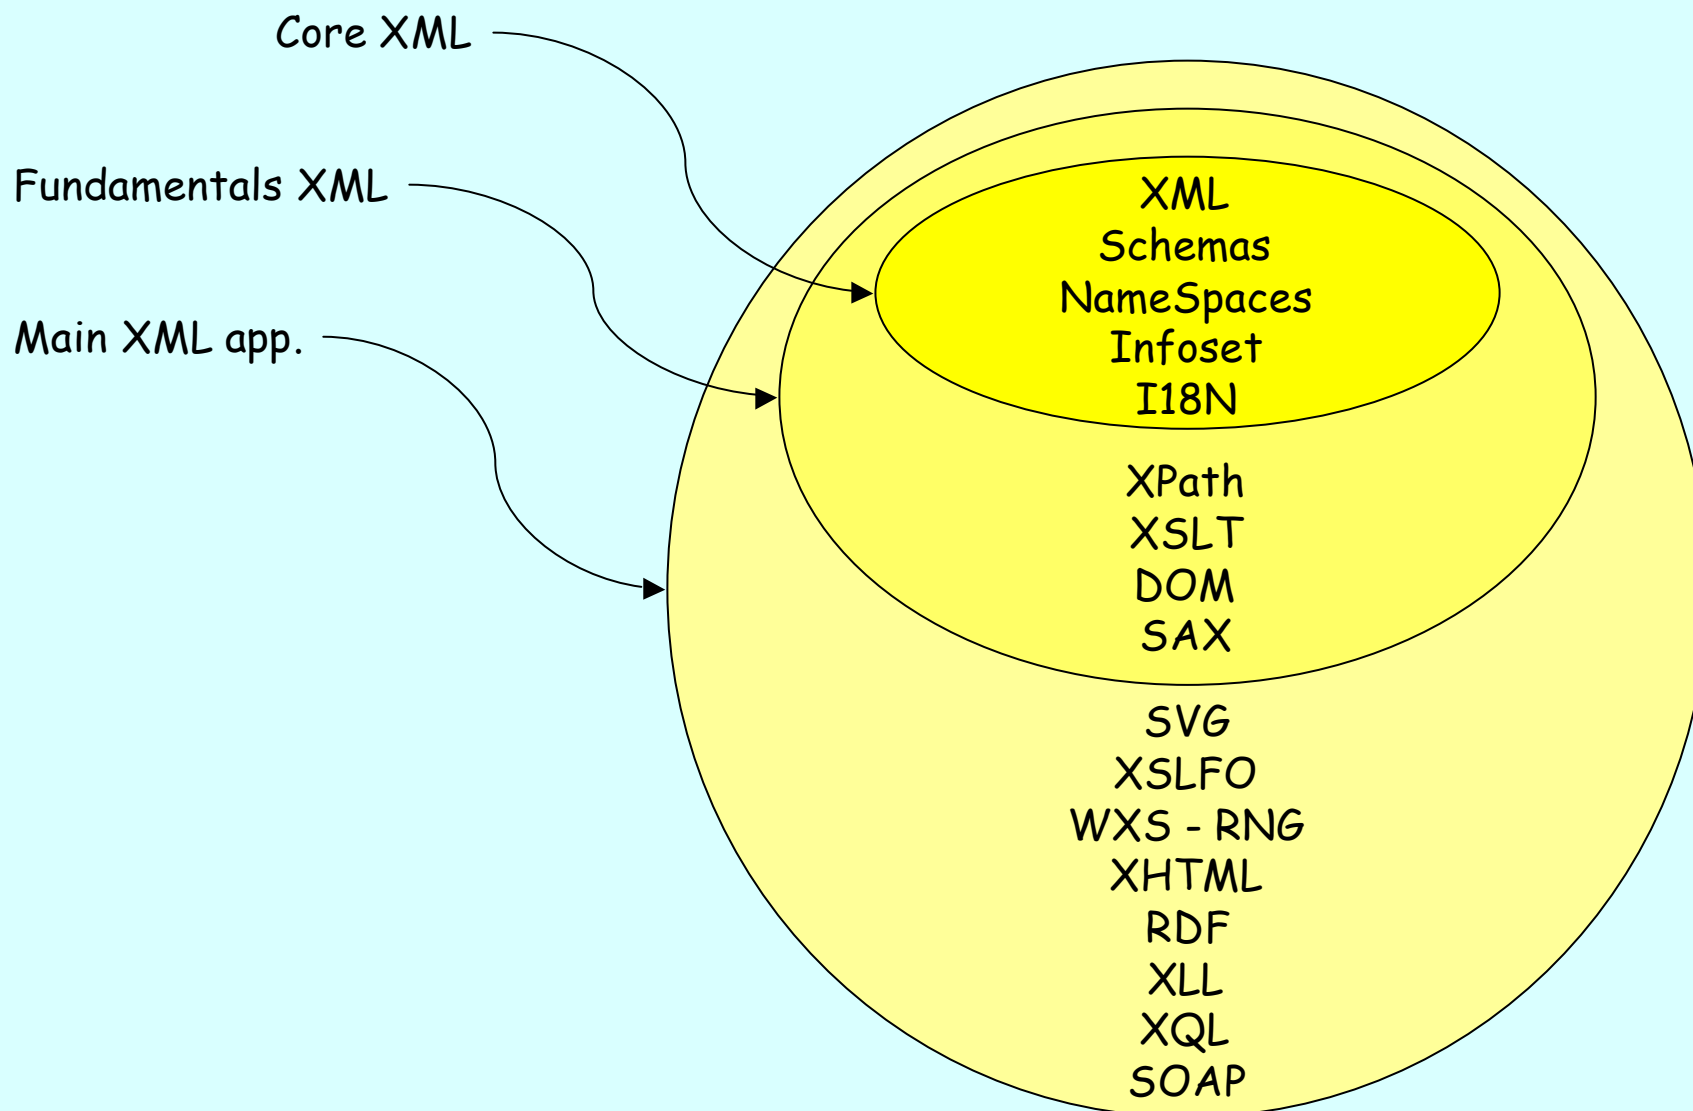 Core XML
Fundamentals XML
Main XML app.
XML
Schemas
NameSpaces
Infoset
I18N
XPath
XSLT
DOM
SAX
SVG
XSLFO
WXS - RNG
XHTML
RDF
XLL
XQL
SOAP